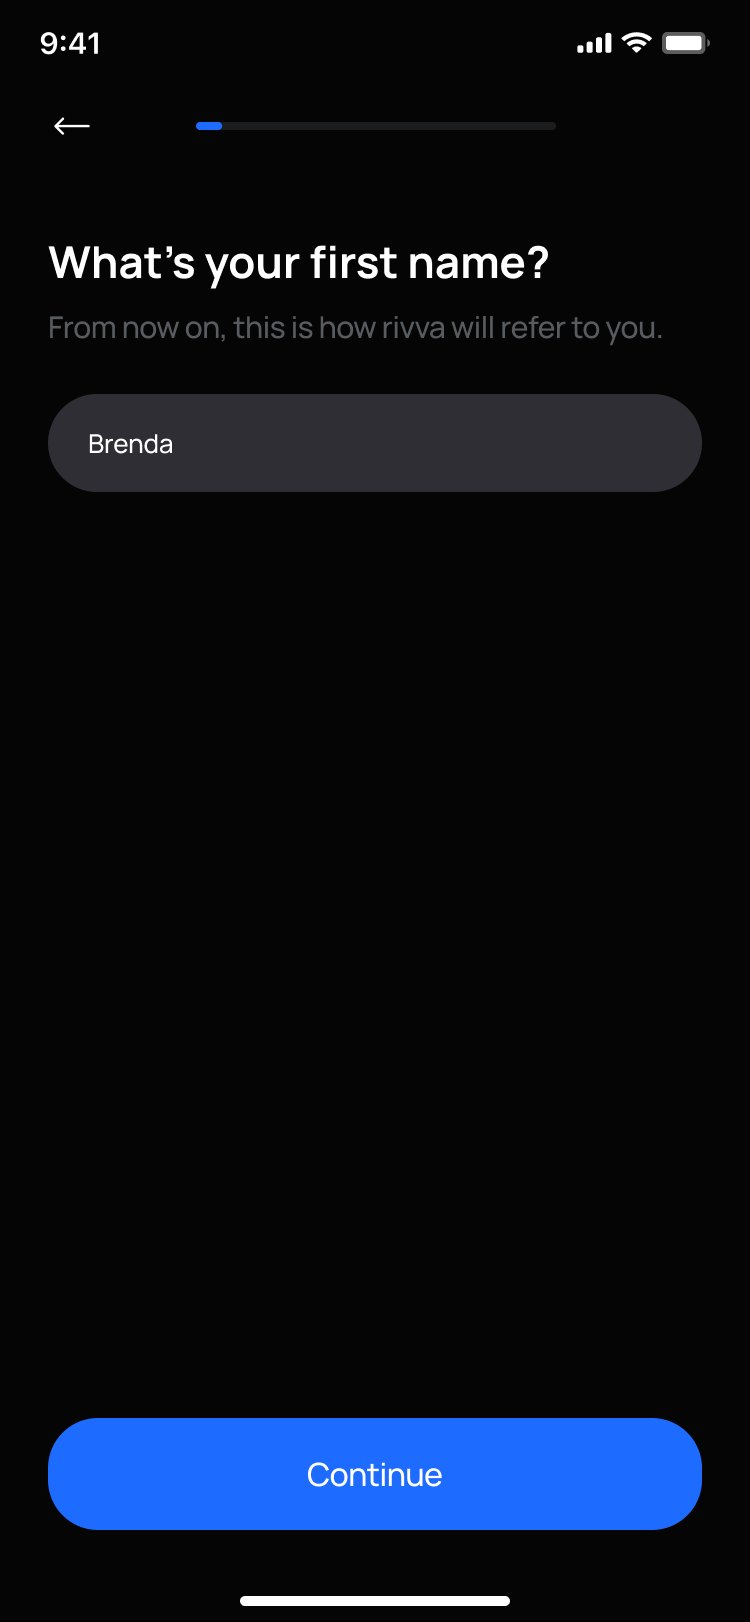 9:41
What's your first name?
From now on, this is how rivva will refer to you.
Brenda
Continue